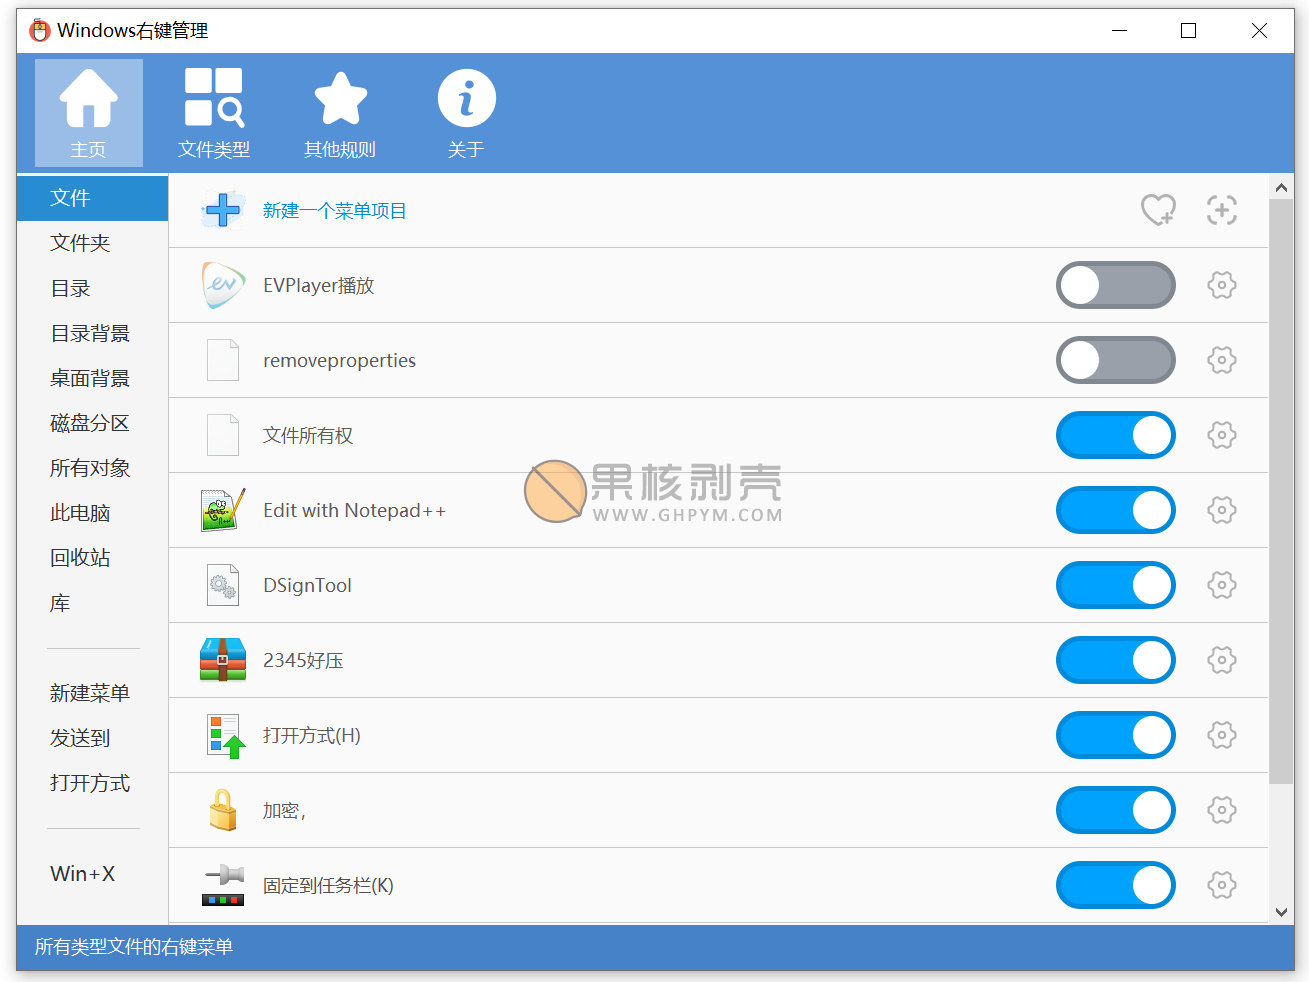 Windows右键管理
主页
文件类型
其他规则
关于
文件
文件夹
目录
目录背景
桌面背景
磁盘分区
所有对象
此电脑
回收站
库
新建菜单
发送到
打开方式
Win+X
新建一个菜单项目
EVPlayer播放
removeproperties
文件所有权
Edit with Notepad++
DSignTool
2345好压
打开方式(H)
加密，
固定到任务栏(K)
果核剥壳
WWW.GHPYM.COM
所有类型文件的右键菜单